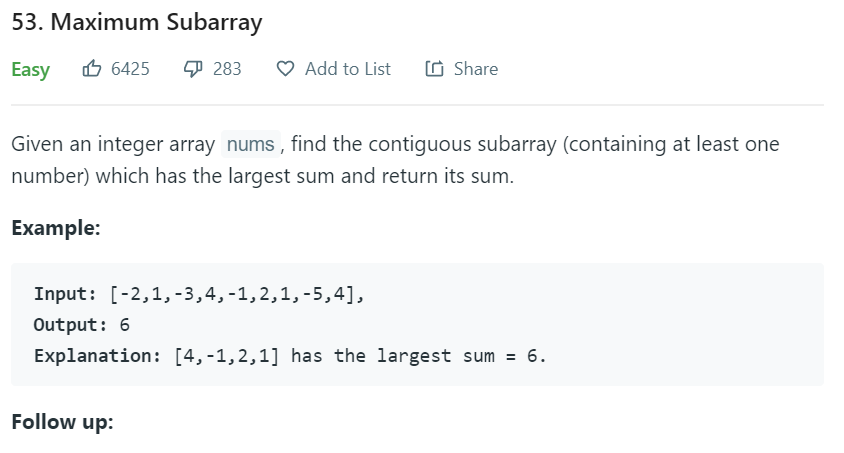 53. Maximum Subarray
Easy 6425 283 Add to List Share
Given an integer array nums , find the contiguous subarray (containing at least one
number) which has the largest sum and return its sum.
Example:
Input: [-2,1,-3,4,-1,2,1,-5,4],
Output: 6
Explanation: [4,-1,2,1] has the largest sum = 6.
Follow up: